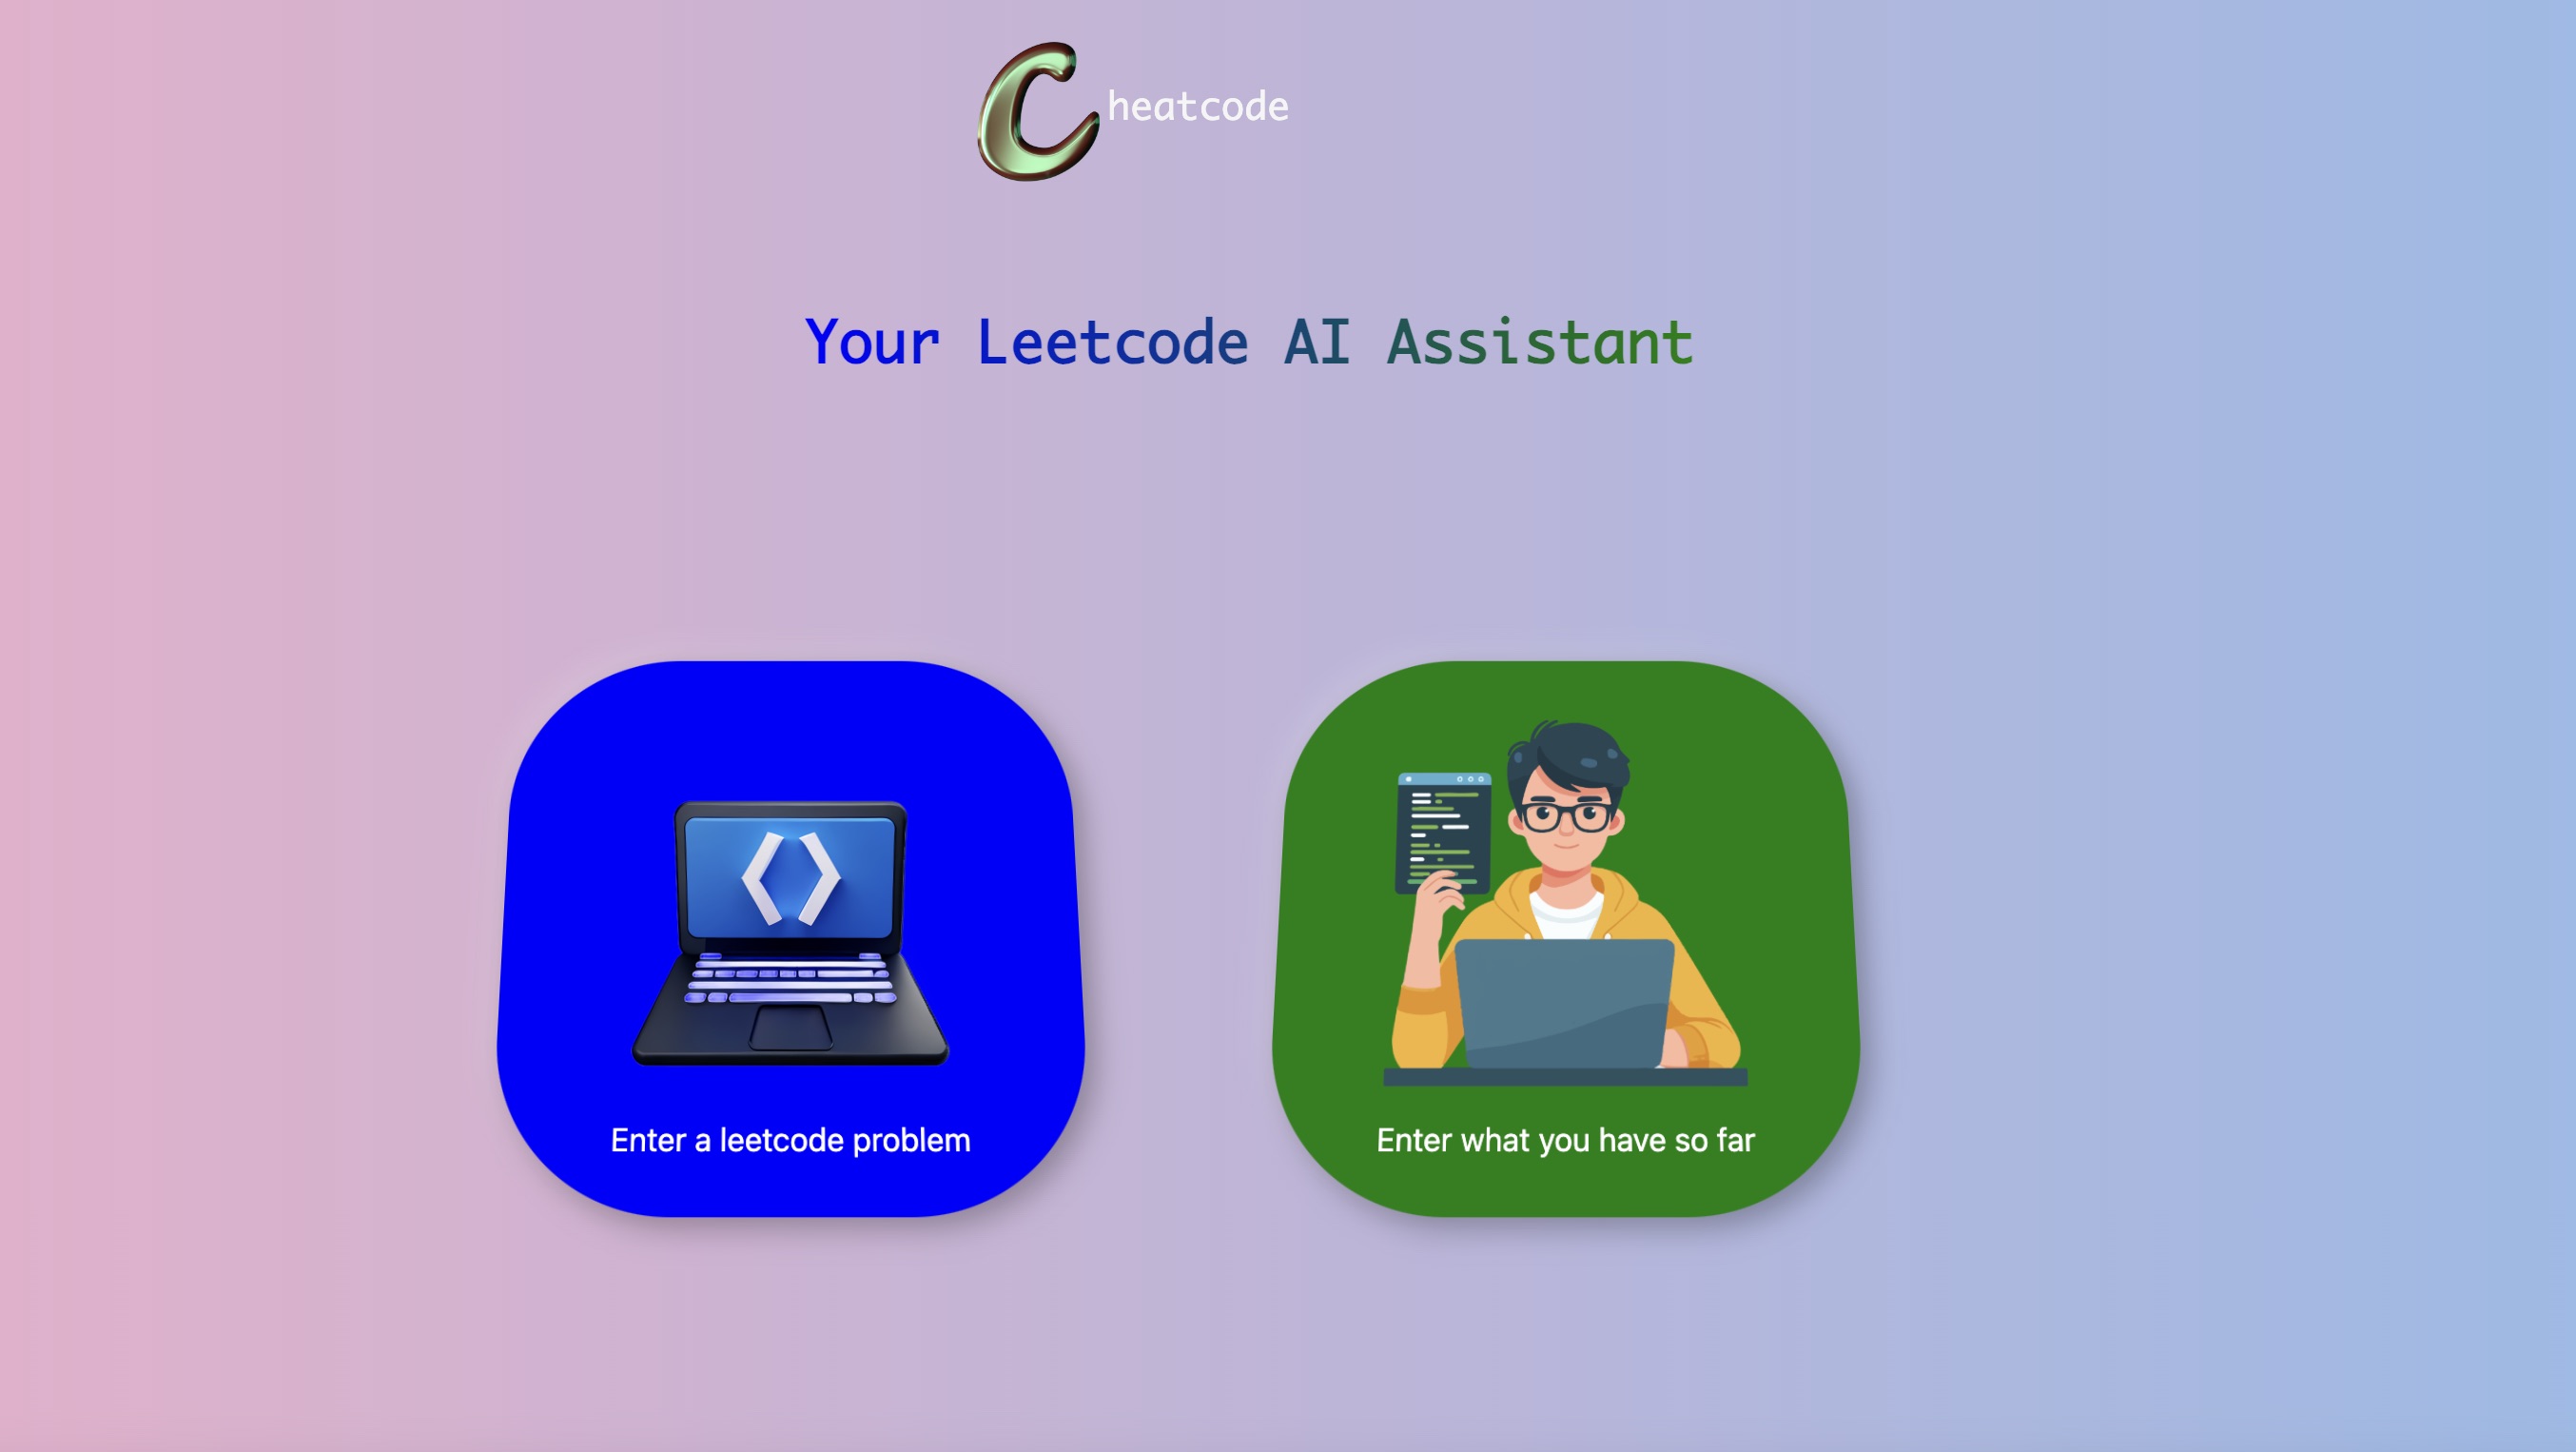 Cheatcode
Your Leetcode AI Assistant
Enter a leetcode problem
Enter what you have so far